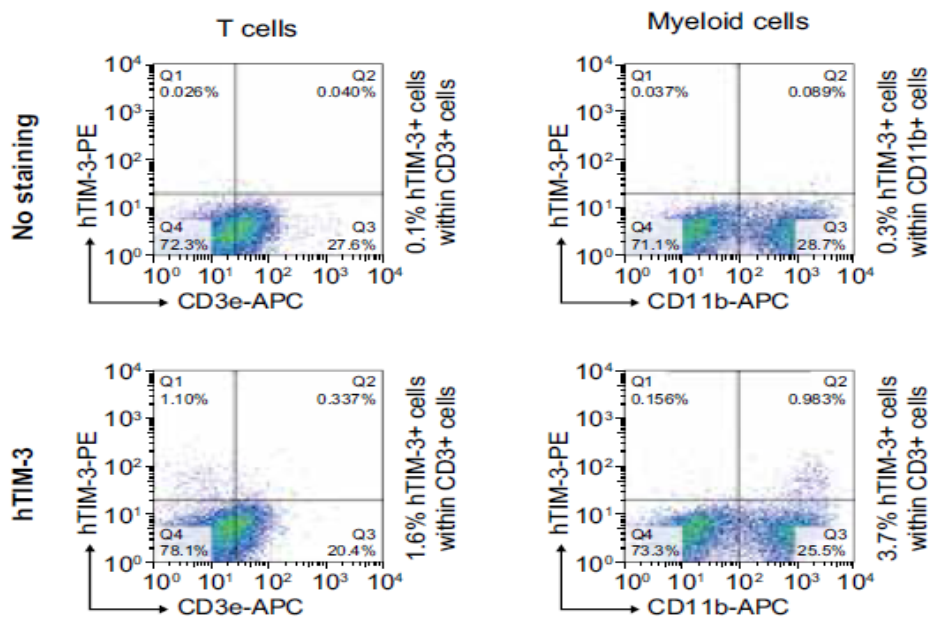 T cells
Myeloid cells
No staining
hTIM-3-PE
10⁴
10³
10²
10¹
10⁰
Q1
0.026%
Q2
0.040%
Q4
72.3%
Q3
27.6%
10⁰ 10¹ 10² 10³ 10⁴
CD3e-APC
0.1% hTIM-3+ cells
within CD3+ cells
hTIM-3-PE
10⁴
10³
10²
10¹
10⁰
Q1
0.037%
Q2
0.089%
Q4
71.1%
Q3
28.7%
10⁰ 10¹ 10² 10³ 10⁴
CD11b-APC
0.3% hTIM-3+ cells
within CD11b+ cells
hTIM-3
hTIM-3-PE
10⁴
10³
10²
10¹
10⁰
Q1
1.10%
Q2
0.337%
Q4
78.1%
Q3
20.4%
10⁰ 10¹ 10² 10³ 10⁴
CD3e-APC
1.6% hTIM-3+ cells
within CD3+ cells
hTIM-3-PE
10⁴
10³
10²
10¹
10⁰
Q1
0.156%
Q2
0.983%
Q4
73.3%
Q3
25.5%
10⁰ 10¹ 10² 10³ 10⁴
CD11b-APC
3.7% hTIM-3+ cells
within CD3+ cells